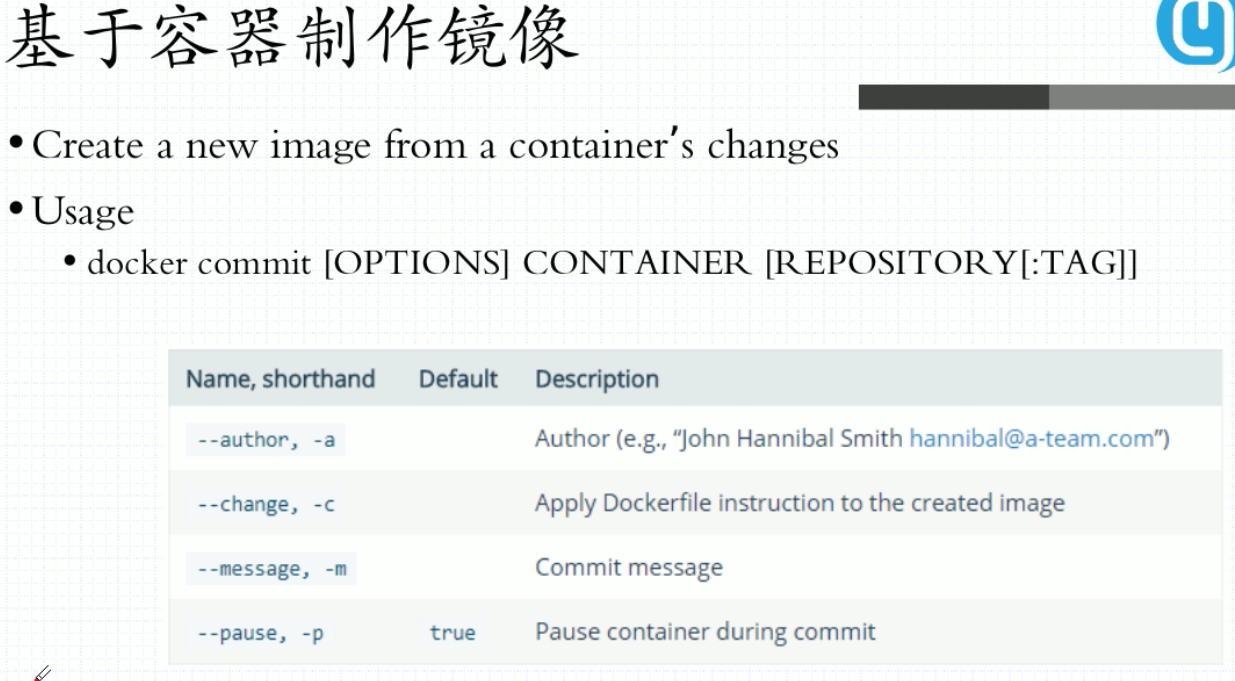 基于容器制作镜像
• Create a new image from a container's changes
• Usage
• docker commit [OPTIONS] CONTAINER [REPOSITORY[:TAG]]
Name, shorthand Default Description
--author, -a Author (e.g., “John Hannibal Smith hannibal@a-team.com”)
--change, -c Apply Dockerfile instruction to the created image
--message, -m Commit message
--pause, -p true Pause container during commit